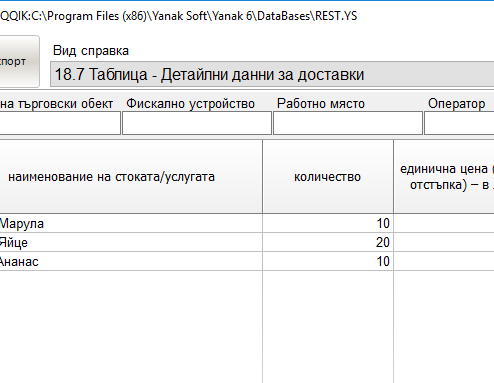 QQIK:C:\Program Files (x86)\Yanak Soft\Yanak 6\DataBases\REST.YS
Вид справка
порт
18.7 Таблица - Детайлни данни за доставки
на търговски обект Фискално устройство Работно място Оператор
наименование на стоката/услугата количество единична цена (
отстъпка) – в
Марула 10
Яйце 20
Ананас 10